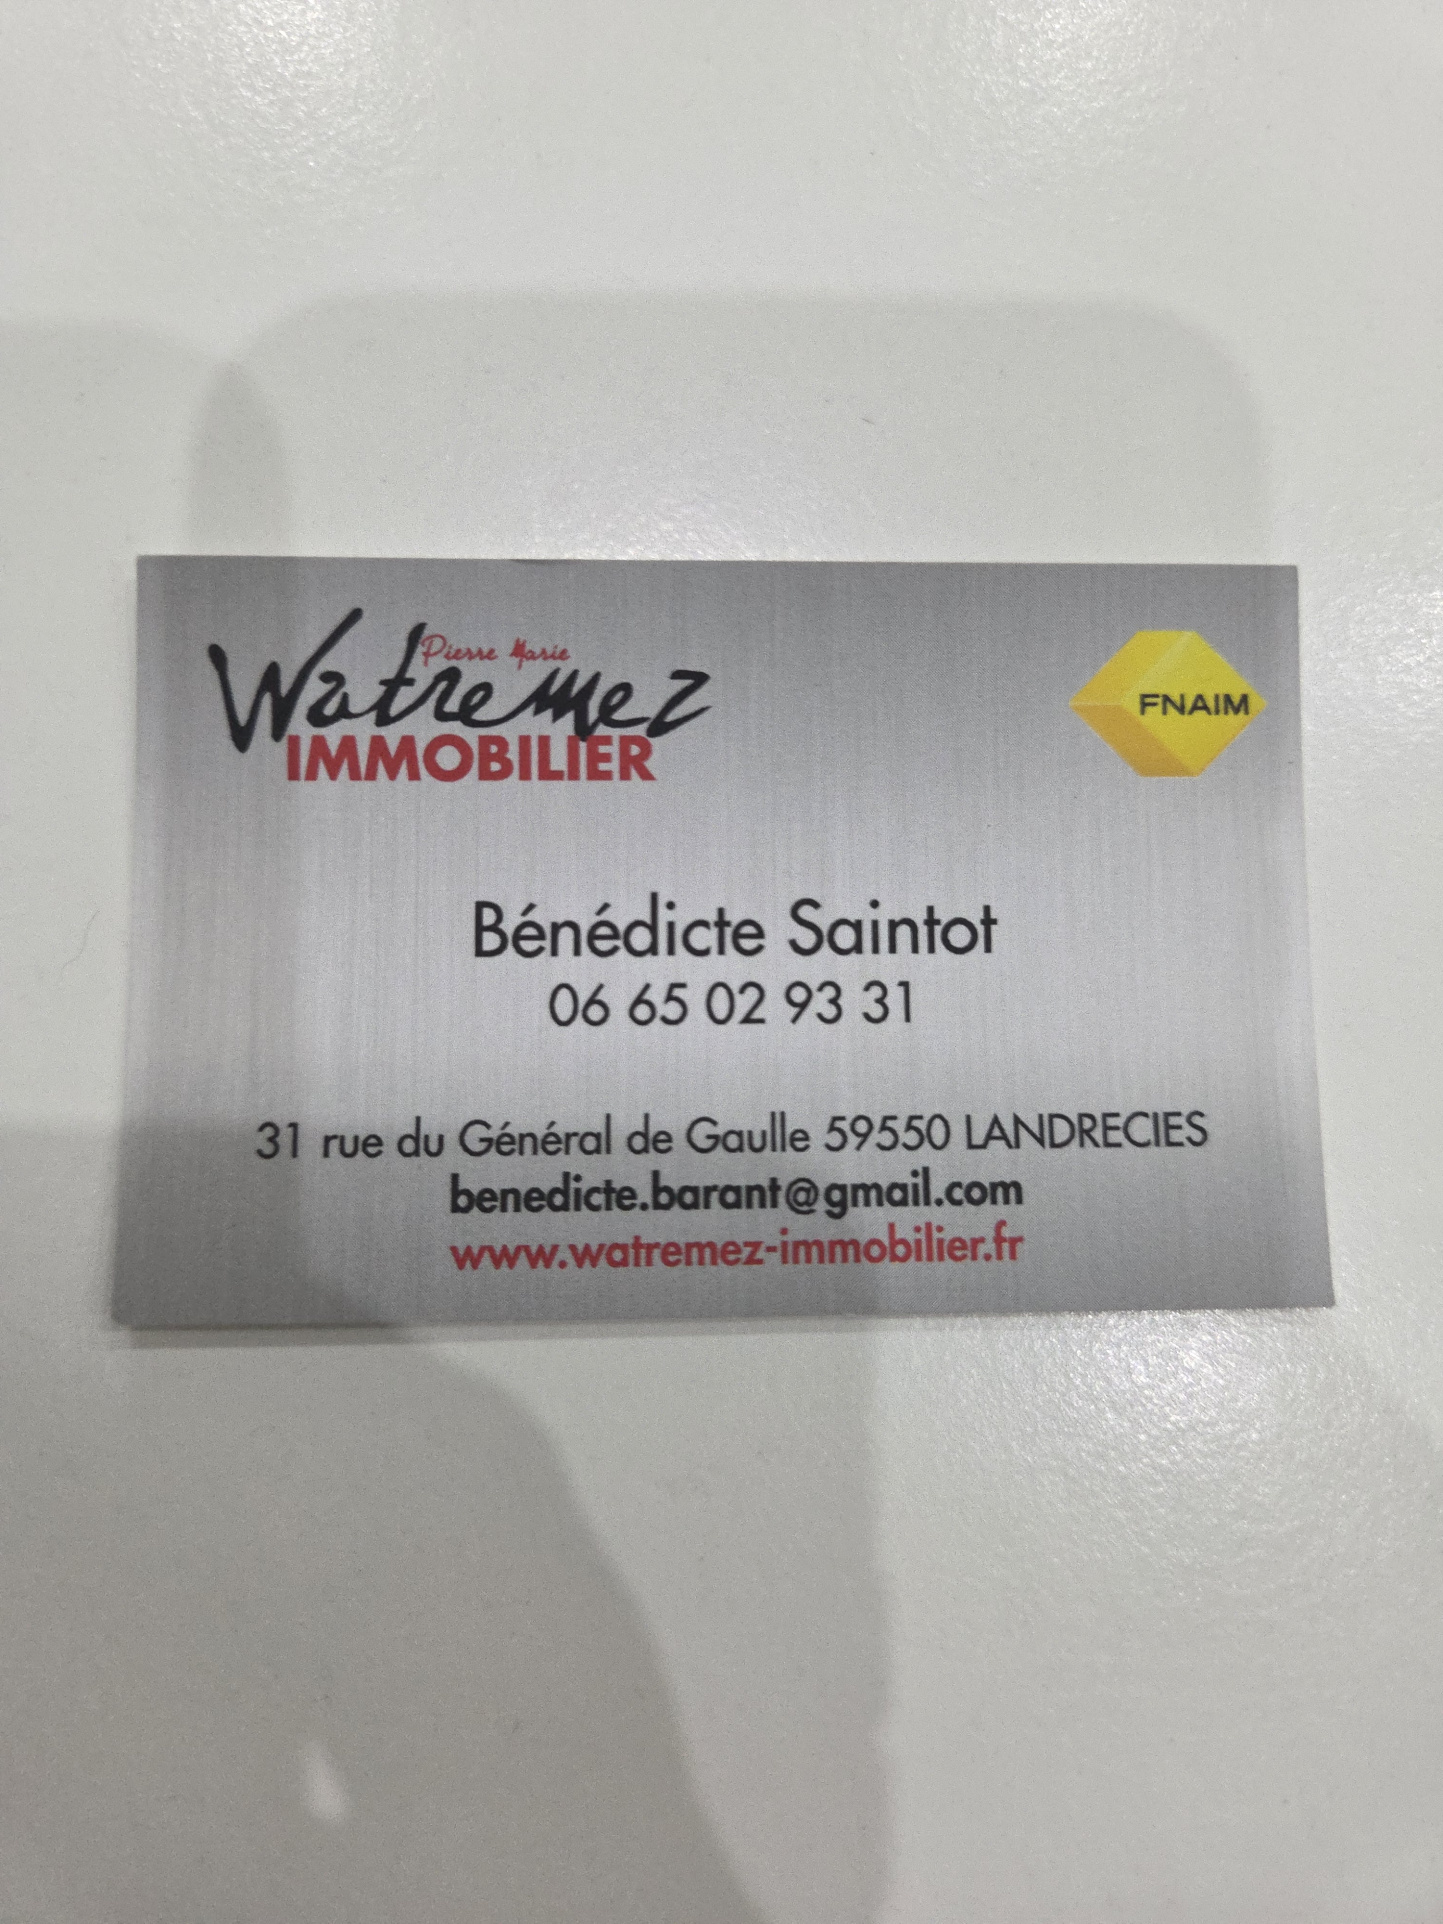 Pierre Marie
Watremez
IMMOBILIER
FNAIM
Bénédicte Saintot
06 65 02 93 31
31 rue du Général de Gaulle 59550 LANDRECIES
benedicte.barant@gmail.com
www.watremez-immobilier.fr